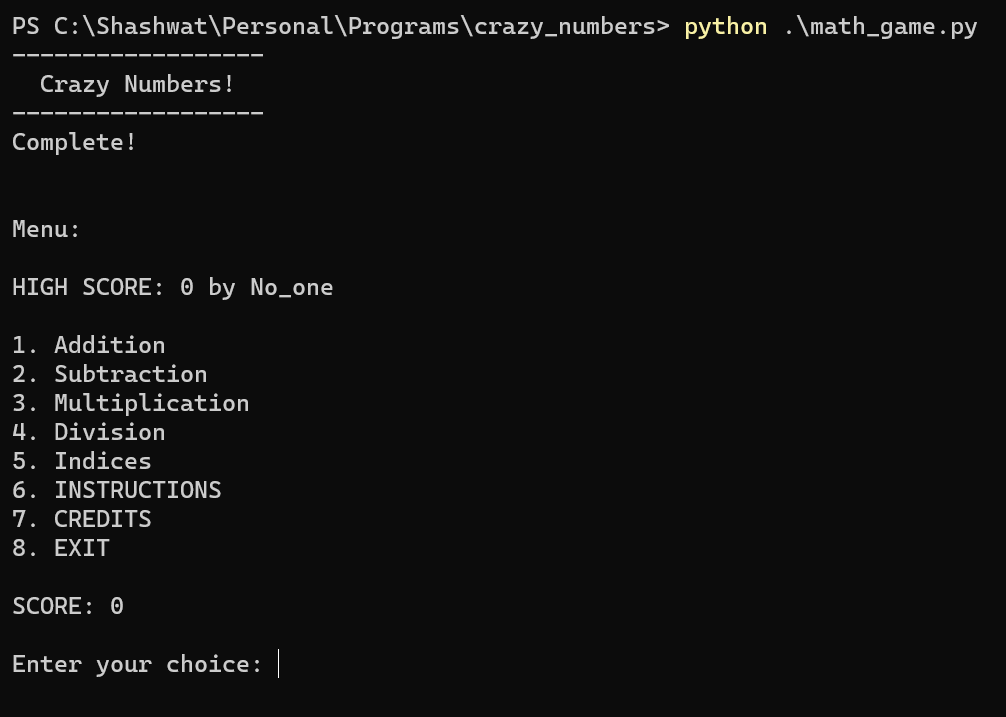 PS C:\Shashwat\Personal\Programs\crazy_numbers> python .\math_game.py
------------------
  Crazy Numbers!
------------------
Complete!
Menu:
HIGH SCORE: 0 by No_one
1. Addition
2. Subtraction
3. Multiplication
4. Division
5. Indices
6. INSTRUCTIONS
7. CREDITS
8. EXIT
SCORE: 0
Enter your choice: